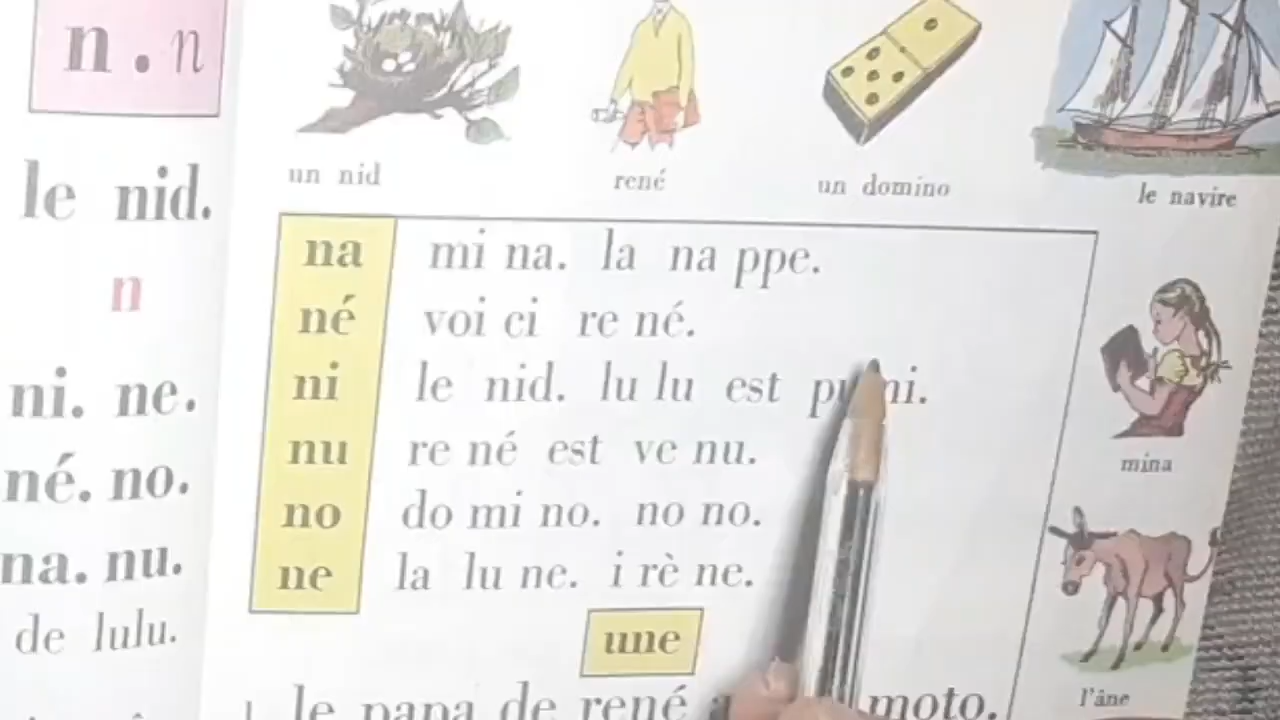 n. n
le nid.
n
ni. ne.
né. no.
na. nu.
de lulu.
un nid
rené
un domino
le navire
na mi na. la na ppe.
né voi ci re né.
ni le nid. lu lu est
nu re né est ve nu.
no do mi no. no no.
ne la lu ne. i rè ne.
une
le papa de rené moto.
mina
l'âne